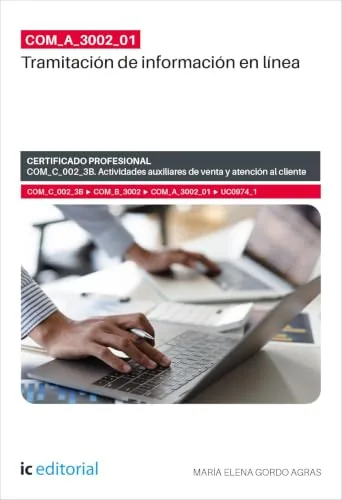 COM_A_3002_01
Tramitación de información en línea
CERTIFICADO PROFESIONAL
COM_C_002_3B. Actividades auxiliares de venta y atención al cliente
COM_C_002_3B ▸ COM_B_3002 ▸ COM_A_3002_01 ▸ UC0974_1
ic editorial
MARÍA ELENA GORDO AGRAS